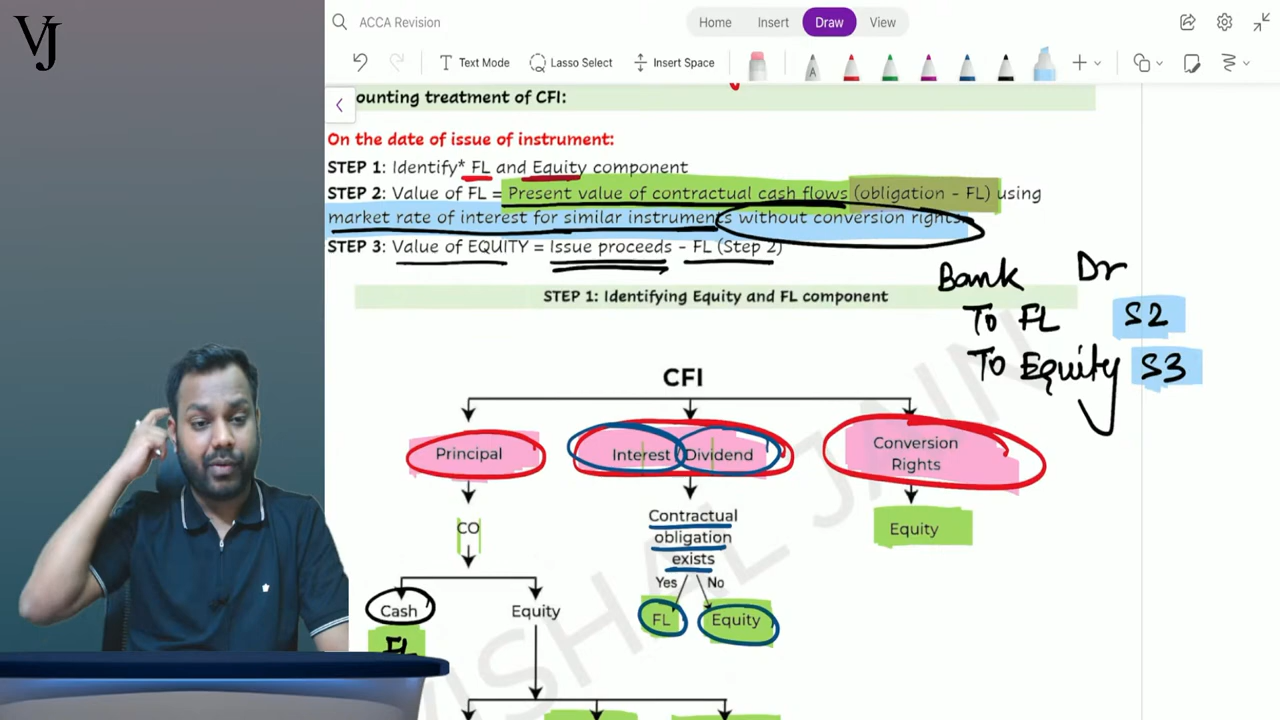 VJ
ACCA Revision
Home Insert Draw View
Text Mode Lasso Select Insert Space
ounting treatment of CFI:
On the date of issue of instrument:
STEP 1: Identify* FL and Equity component
STEP 2: Value of FL = Present value of contractual cash flows (obligation - FL) using
market rate of interest for similar instruments without conversion rights.
STEP 3: Value of EQUITY = Issue proceeds - FL (Step 2)
Bank Dr
To FL S2
To Equity S3
STEP 1: Identifying Equity and FL component
CFI
Principal
Interest Dividend
Conversion
Rights
CO
Contractual
obligation
exists
Equity
Yes No
Cash
Equity
FL
Equity
FL
VISHAL JAIN